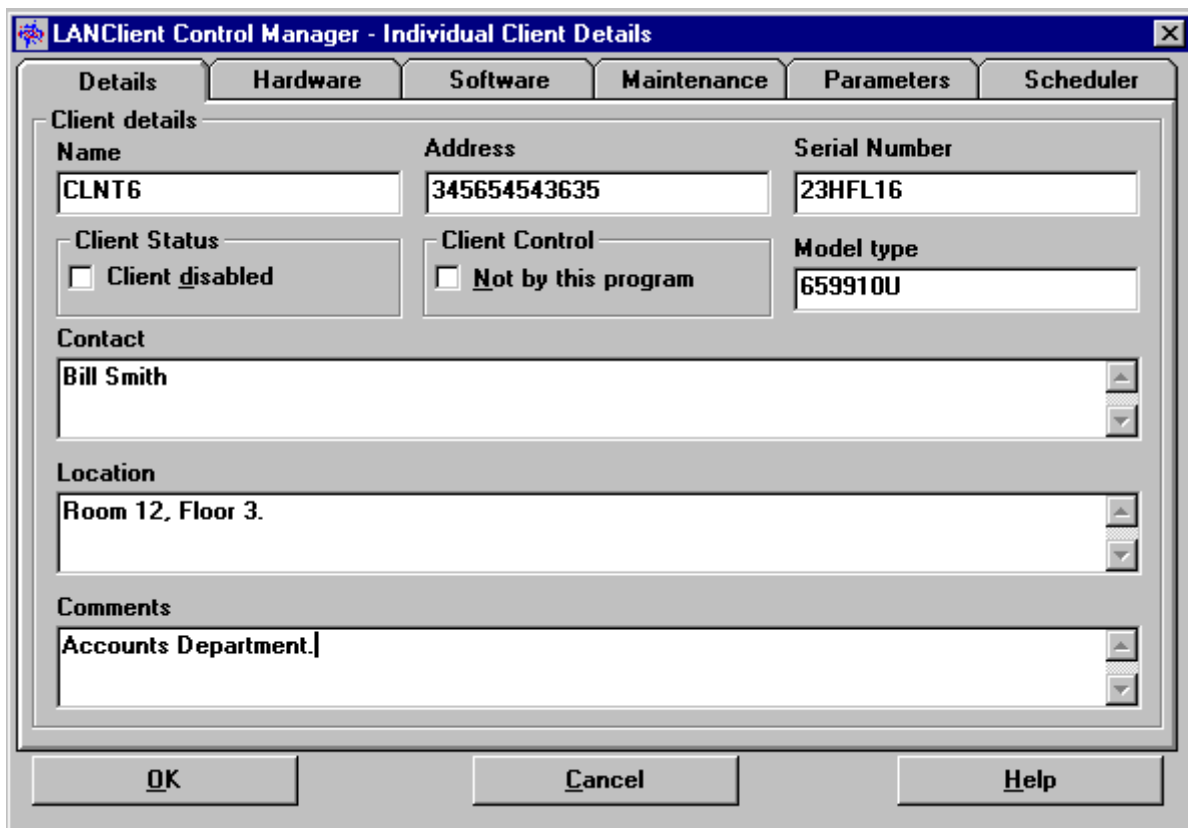 LANClient Control Manager - Individual Client Details
Details Hardware Software Maintenance Parameters Scheduler
Client details
Name Address Serial Number
CLNT6 345654543635 23HFL16
Client Status Client Control Model type
Client disabled Not by this program 659910U
Contact
Bill Smith
Location
Room 12, Floor 3.
Comments
Accounts Department.
OK Cancel Help